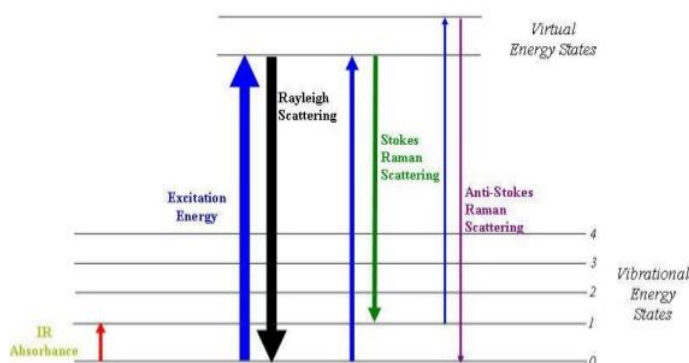 Virtual
Energy States
Rayleigh
Scattering
Stokes
Raman
Scattering
Excitation
Energy
Anti-Stokes
Raman
Scattering
4
3
2
1
0
Vibrational
Energy
States
IR
Absorbance